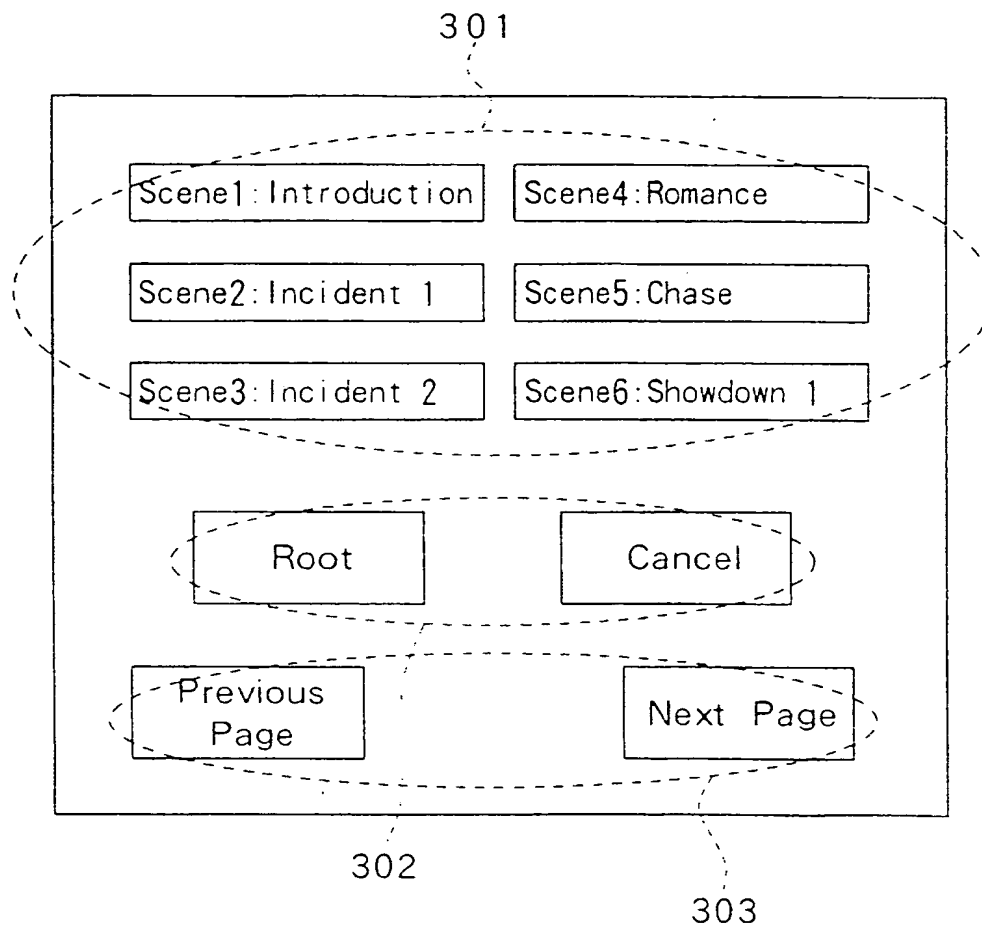 301
Scene1:Introduction
Scene4:Romance
Scene2:Incident 1
Scene5:Chase
Scene3:Incident 2
Scene6:Showdown 1
Root
Cancel
Previous
Page
Next Page
302
303